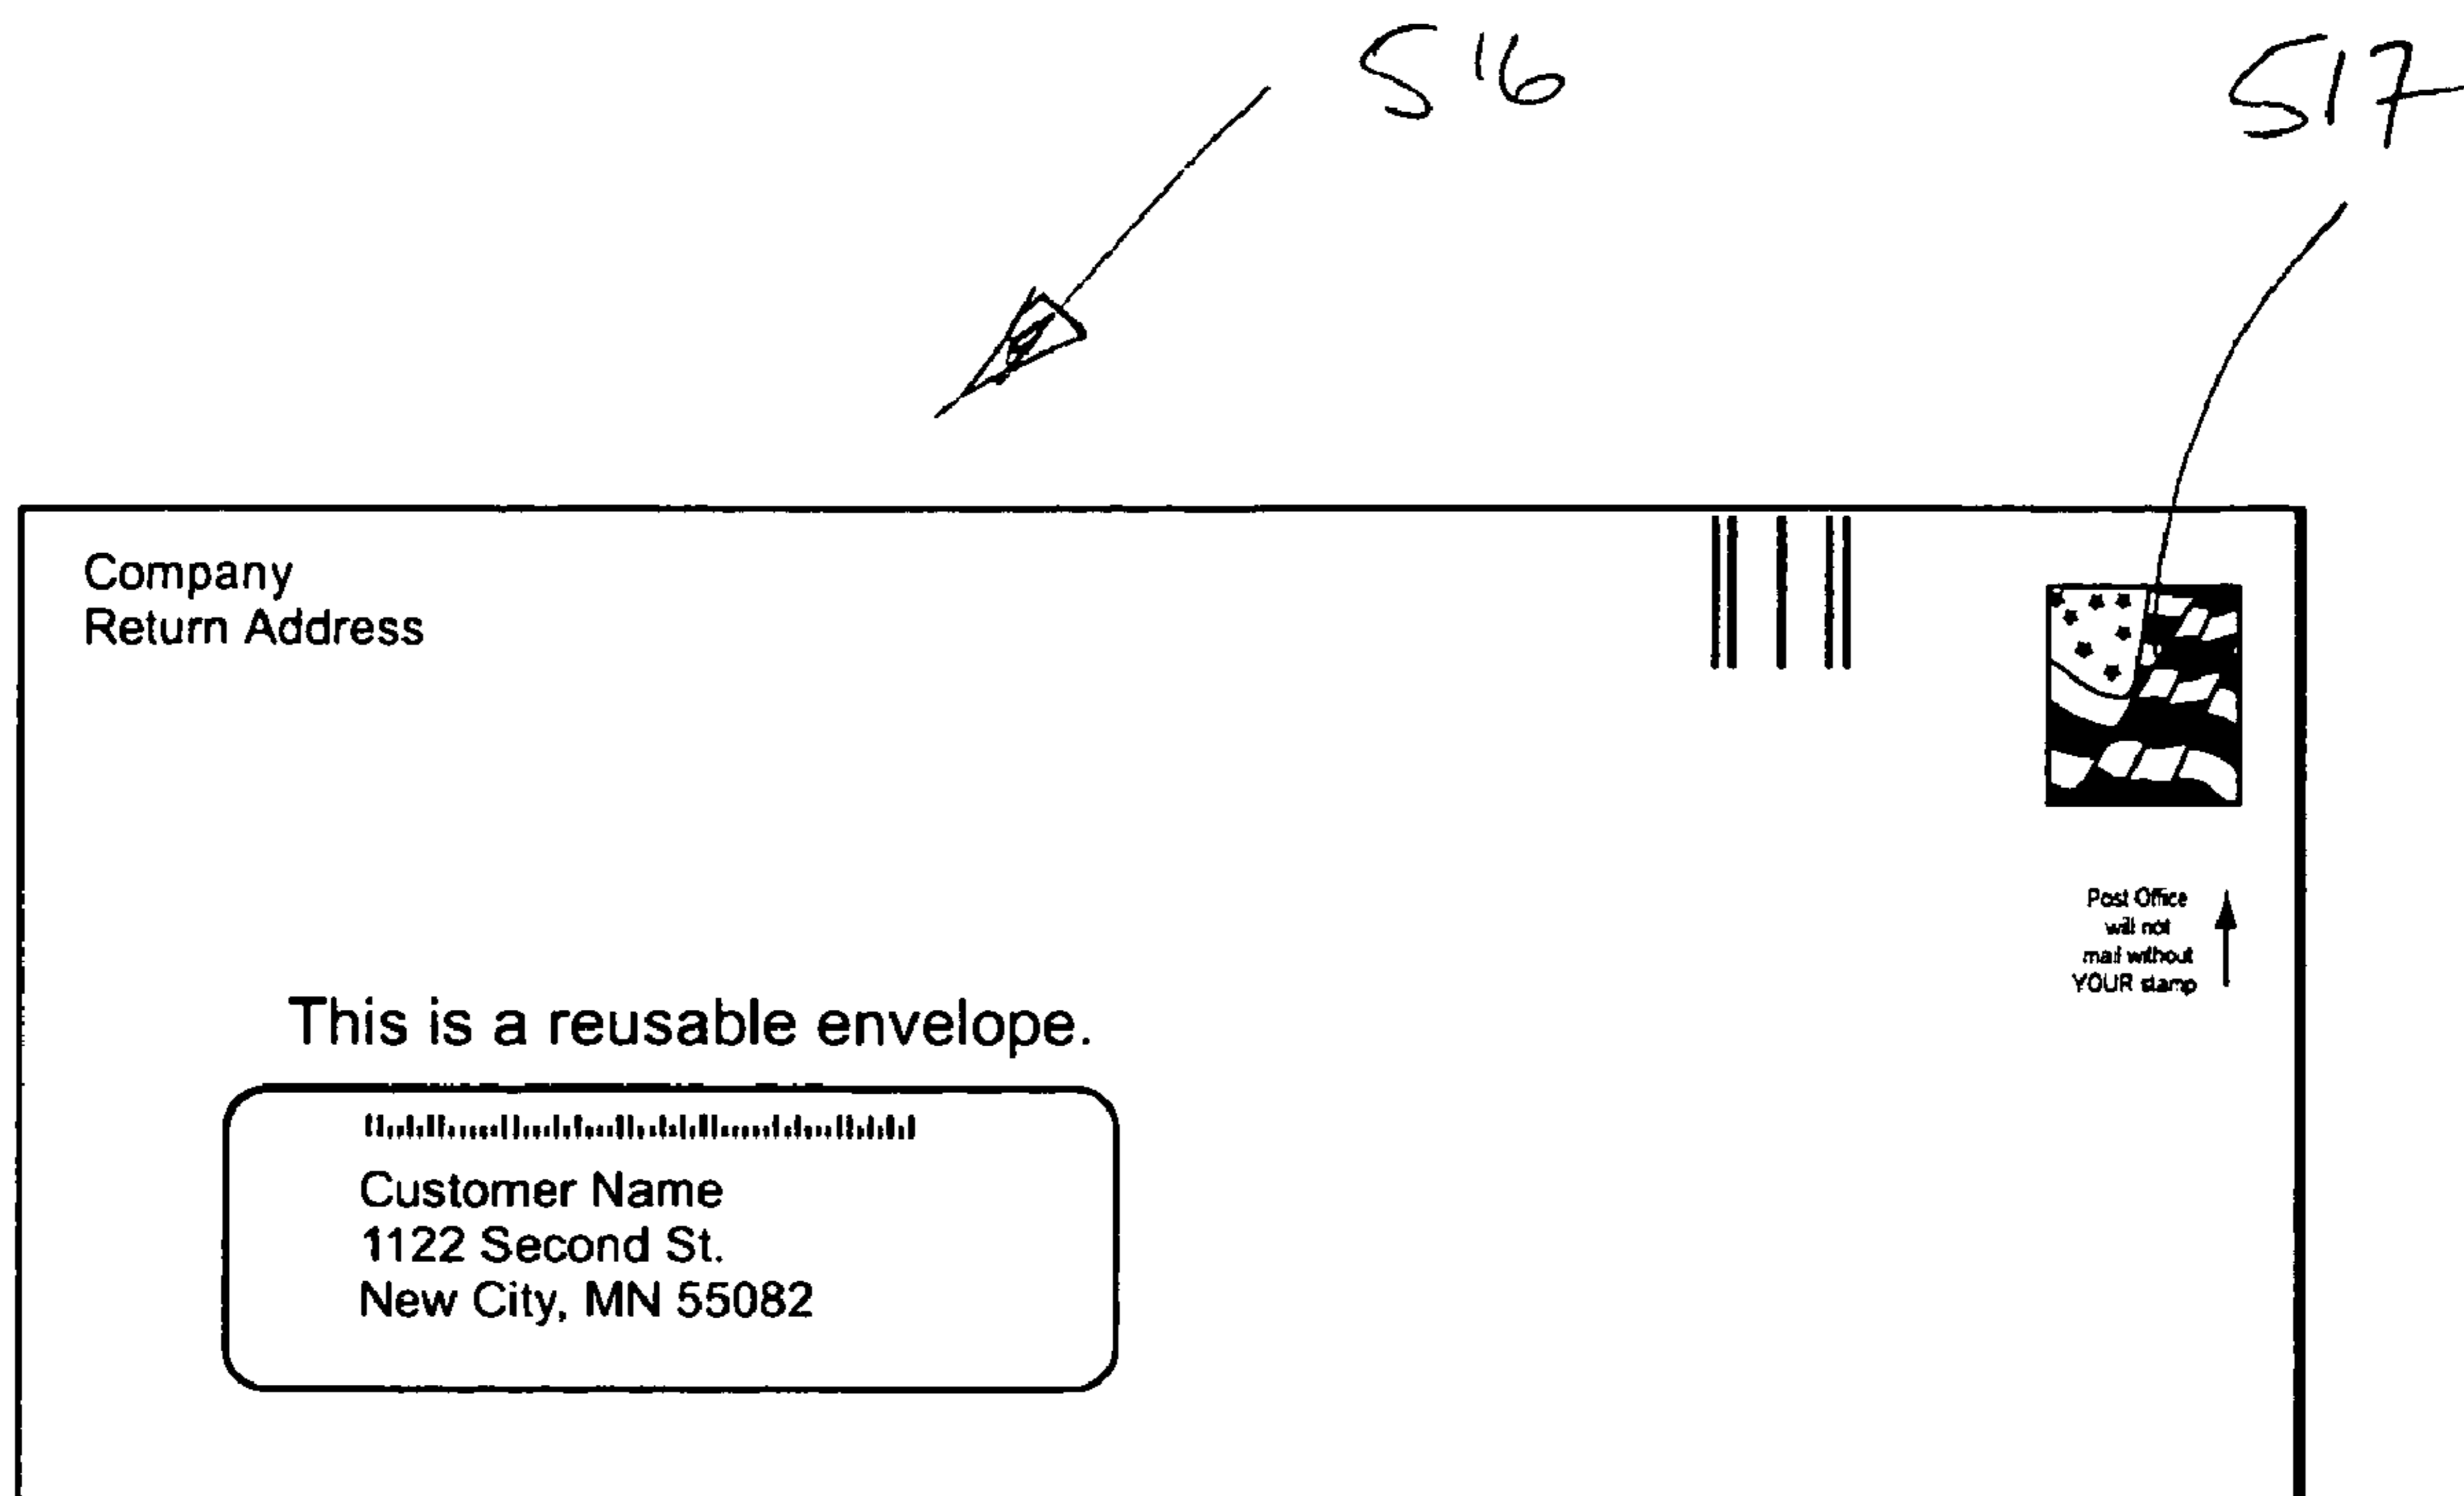 516
517
Company
Return Address
Post Office
will not
mail without
YOUR stamp
This is a reusable envelope.
Customer Name
1122 Second St.
New City, MN 55082